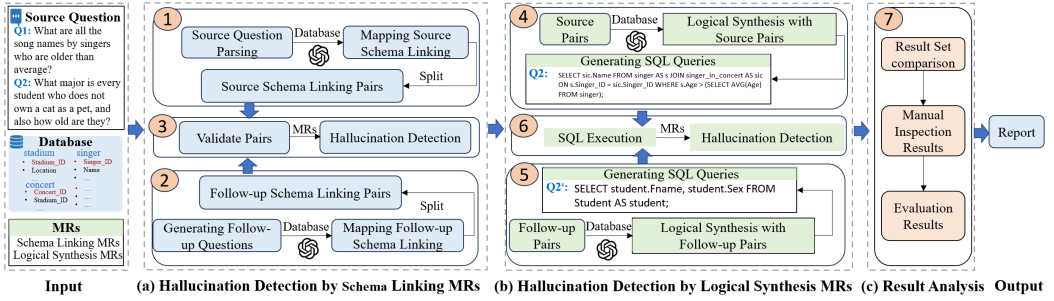 Source Question
Q1: What are all the
song names by singers
who are older than
average?
Q2: What major is every
student who does not
own a cat as a pet, and
also how old are they?
Database
stadium
Stadium_ID
Location
...
singer
Singer_ID
Name
...
concert
Concert_ID
Stadium_ID
...
...
...
MRs
Schema Linking MRs
Logical Synthesis MRs
Input
1
Source Question
Parsing
Database
Mapping Source
Schema Linking
Split
Source Schema Linking Pairs
3
Validate Pairs
MRs
Hallucination Detection
2
Follow-up Schema Linking Pairs
Split
Generating Follow-
up Questions
Database
Mapping Follow-up
Schema Linking
(a) Hallucination Detection by Schema Linking MRs
4
Source
Pairs
Database
Logical Synthesis with
Source Pairs
Generating SQL Queries
Q2: SELECT sic.Name FROM singer AS s JOIN singer_in_concert AS sic
ON s.Singer_ID = sic.Singer_ID WHERE s.Age > (SELECT AVG(Age)
FROM singer);
6
SQL Execution
MRs
Hallucination Detection
5
Generating SQL Queries
Q2‘: SELECT student.Fname, student.Sex FROM
Student AS student;
Follow-up
Pairs
Database
Logical Synthesis with
Follow-up Pairs
(b) Hallucination Detection by Logical Synthesis MRs
7
Result Set
comparison
Manual
Inspection
Results
Evaluation
Results
(c) Result Analysis
Report
Output